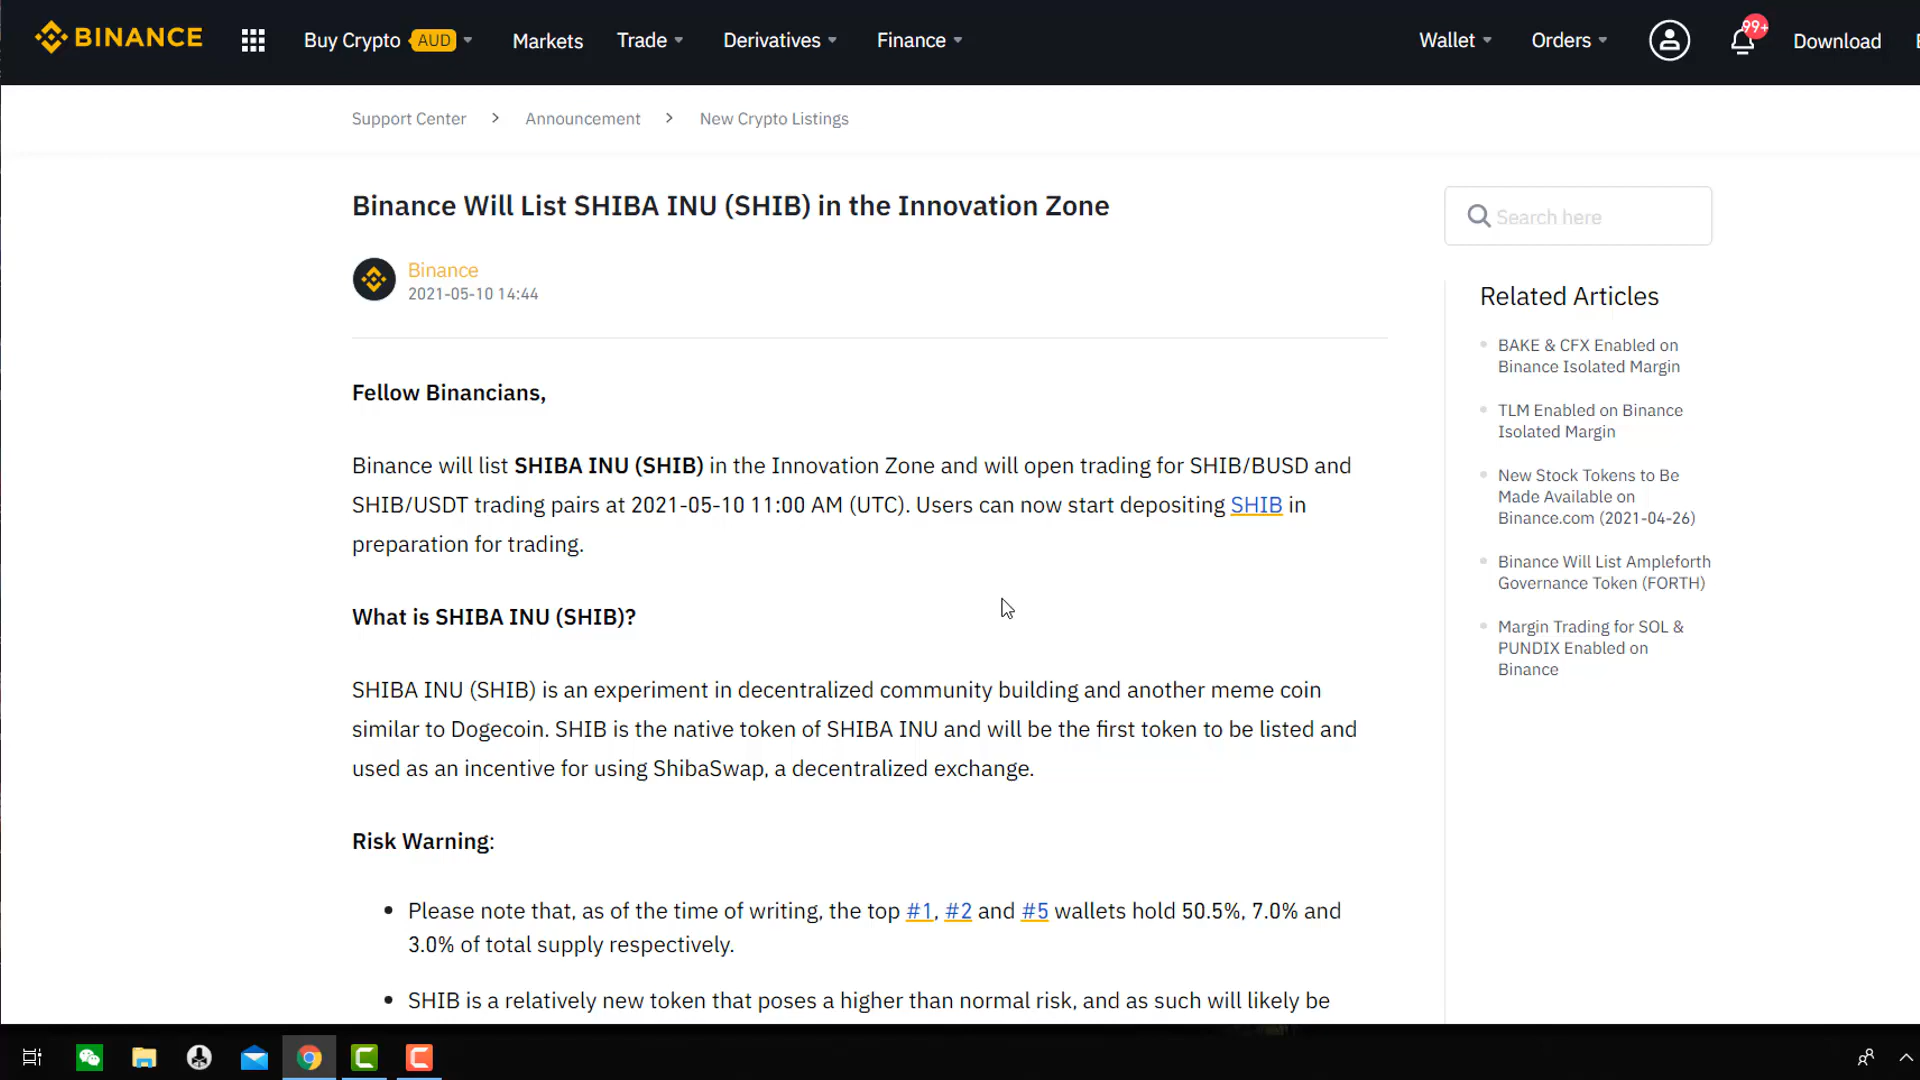 BINANCE
Buy Crypto AUD Markets Trade Derivatives Finance Wallet Orders 99+ Download
Support Center > Announcement > New Crypto Listings
Binance Will List SHIBA INU (SHIB) in the Innovation Zone
Search here
Binance
2021-05-10 14:44
Fellow Binancians,
Binance will list SHIBA INU (SHIB) in the Innovation Zone and will open trading for SHIB/BUSD and
SHIB/USDT trading pairs at 2021-05-10 11:00 AM (UTC). Users can now start depositing SHIB in
preparation for trading.
What is SHIBA INU (SHIB)?
SHIBA INU (SHIB) is an experiment in decentralized community building and another meme coin
similar to Dogecoin. SHIB is the native token of SHIBA INU and will be the first token to be listed and
used as an incentive for using ShibaSwap, a decentralized exchange.
Risk Warning:
• Please note that, as of the time of writing, the top #1, #2 and #5 wallets hold 50.5%, 7.0% and
3.0% of total supply respectively.
• SHIB is a relatively new token that poses a higher than normal risk, and as such will likely be
Related Articles
BAKE & CFX Enabled on
Binance Isolated Margin
TLM Enabled on Binance
Isolated Margin
New Stock Tokens to Be
Made Available on
Binance.com (2021-04-26)
Binance Will List Ampleforth
Governance Token (FORTH)
Margin Trading for SOL &
PUNDIX Enabled on
Binance